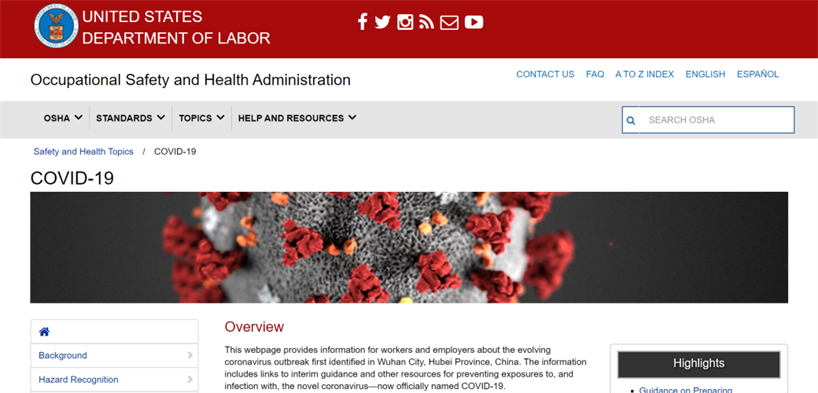 UNITED STATES
DEPARTMENT OF LABOR
Occupational Safety and Health Administration
CONTACT US FAQ A TO Z INDEX ENGLISH ESPAÑOL
OSHA STANDARDS TOPICS HELP AND RESOURCES
SEARCH OSHA
Safety and Health Topics / COVID-19
COVID-19
Background
Hazard Recognition
Overview
This webpage provides information for workers and employers about the evolving
coronavirus outbreak first identified in Wuhan City, Hubei Province, China. The information
includes links to interim guidance and other resources for preventing exposures to, and
infection with, the novel coronavirus—now officially named COVID-19.
Highlights
Guidance on Preparing